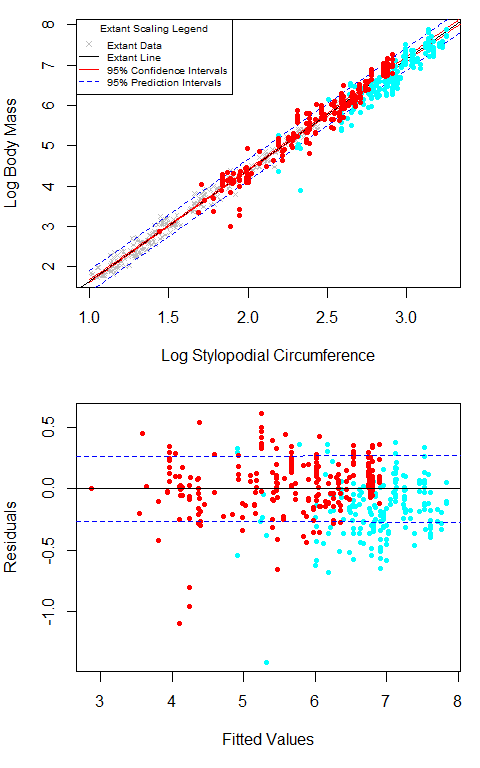 Extant Scaling Legend
Extant Data
Extant Line
95% Confidence Intervals
95% Prediction Intervals
8
7
6
5
4
3
2
Log Body Mass
1.0 1.5 2.0 2.5 3.0
Log Stylopodial Circumference
0.5
0.0
-0.5
-1.0
Residuals
3 4 5 6 7 8
Fitted Values